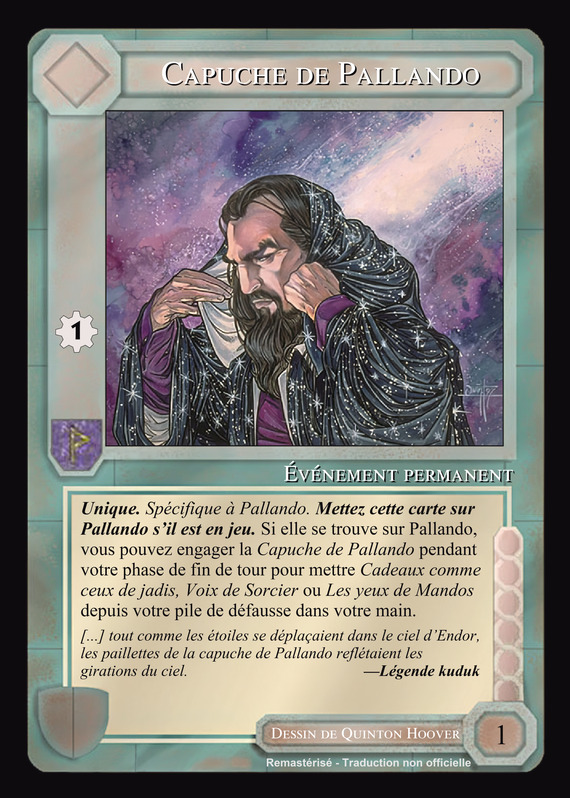 Capuche de Pallando
1
Événement permanent
Unique. Spécifique à Pallando. Mettez cette carte sur
Pallando s'il est en jeu. Si elle se trouve sur Pallando,
vous pouvez engager la Capuche de Pallando pendant
votre phase de fin de tour pour mettre Cadeaux comme
ceux de jadis, Voix de Sorcier ou Les yeux de Mandos
depuis votre pile de défausse dans votre main.
[...] tout comme les étoiles se déplaçaient dans le ciel d'Endor,
les paillettes de la capuche de Pallando reflétaient les
girations du ciel. —Légende kuduk
Dessin de Quinton Hoover
1
Remastérisé - Traduction non officielle